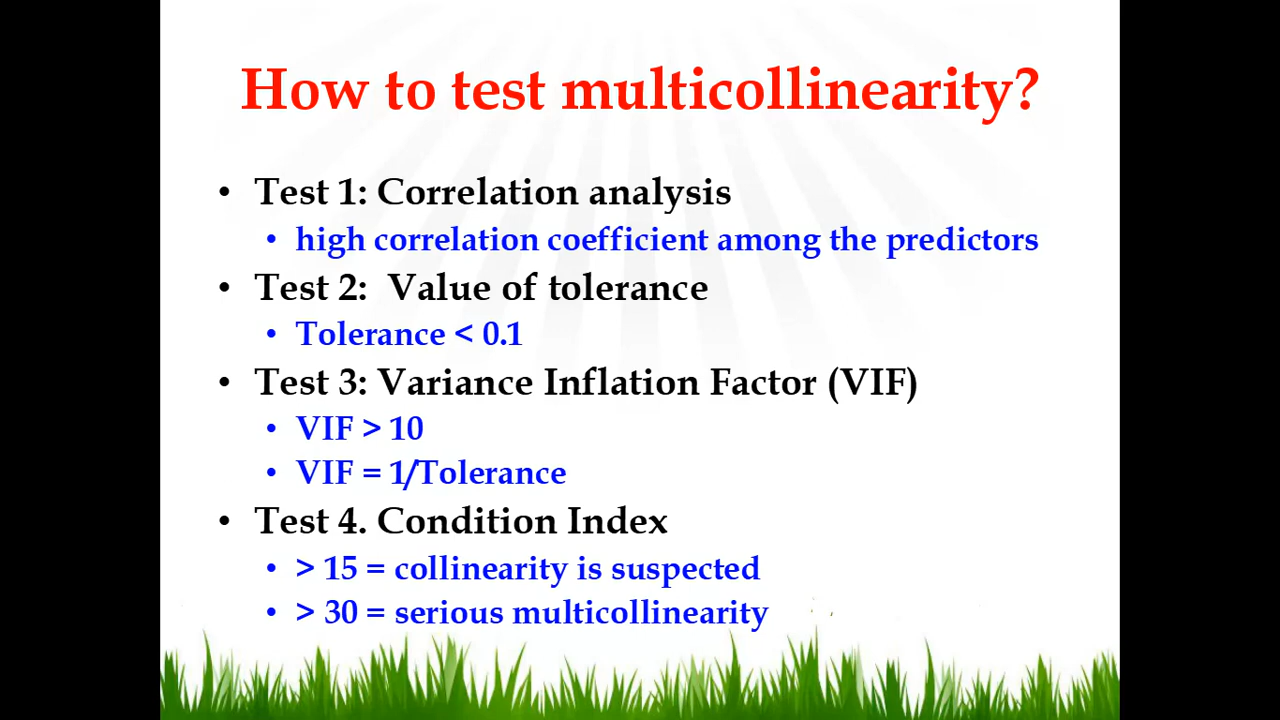 How to test multicollinearity?
• Test 1: Correlation analysis
• high correlation coefficient among the predictors
• Test 2:  Value of tolerance
• Tolerance < 0.1
• Test 3: Variance Inflation Factor (VIF)
• VIF > 10
• VIF = 1/Tolerance
• Test 4. Condition Index
• > 15 = collinearity is suspected
• > 30 = serious multicollinearity